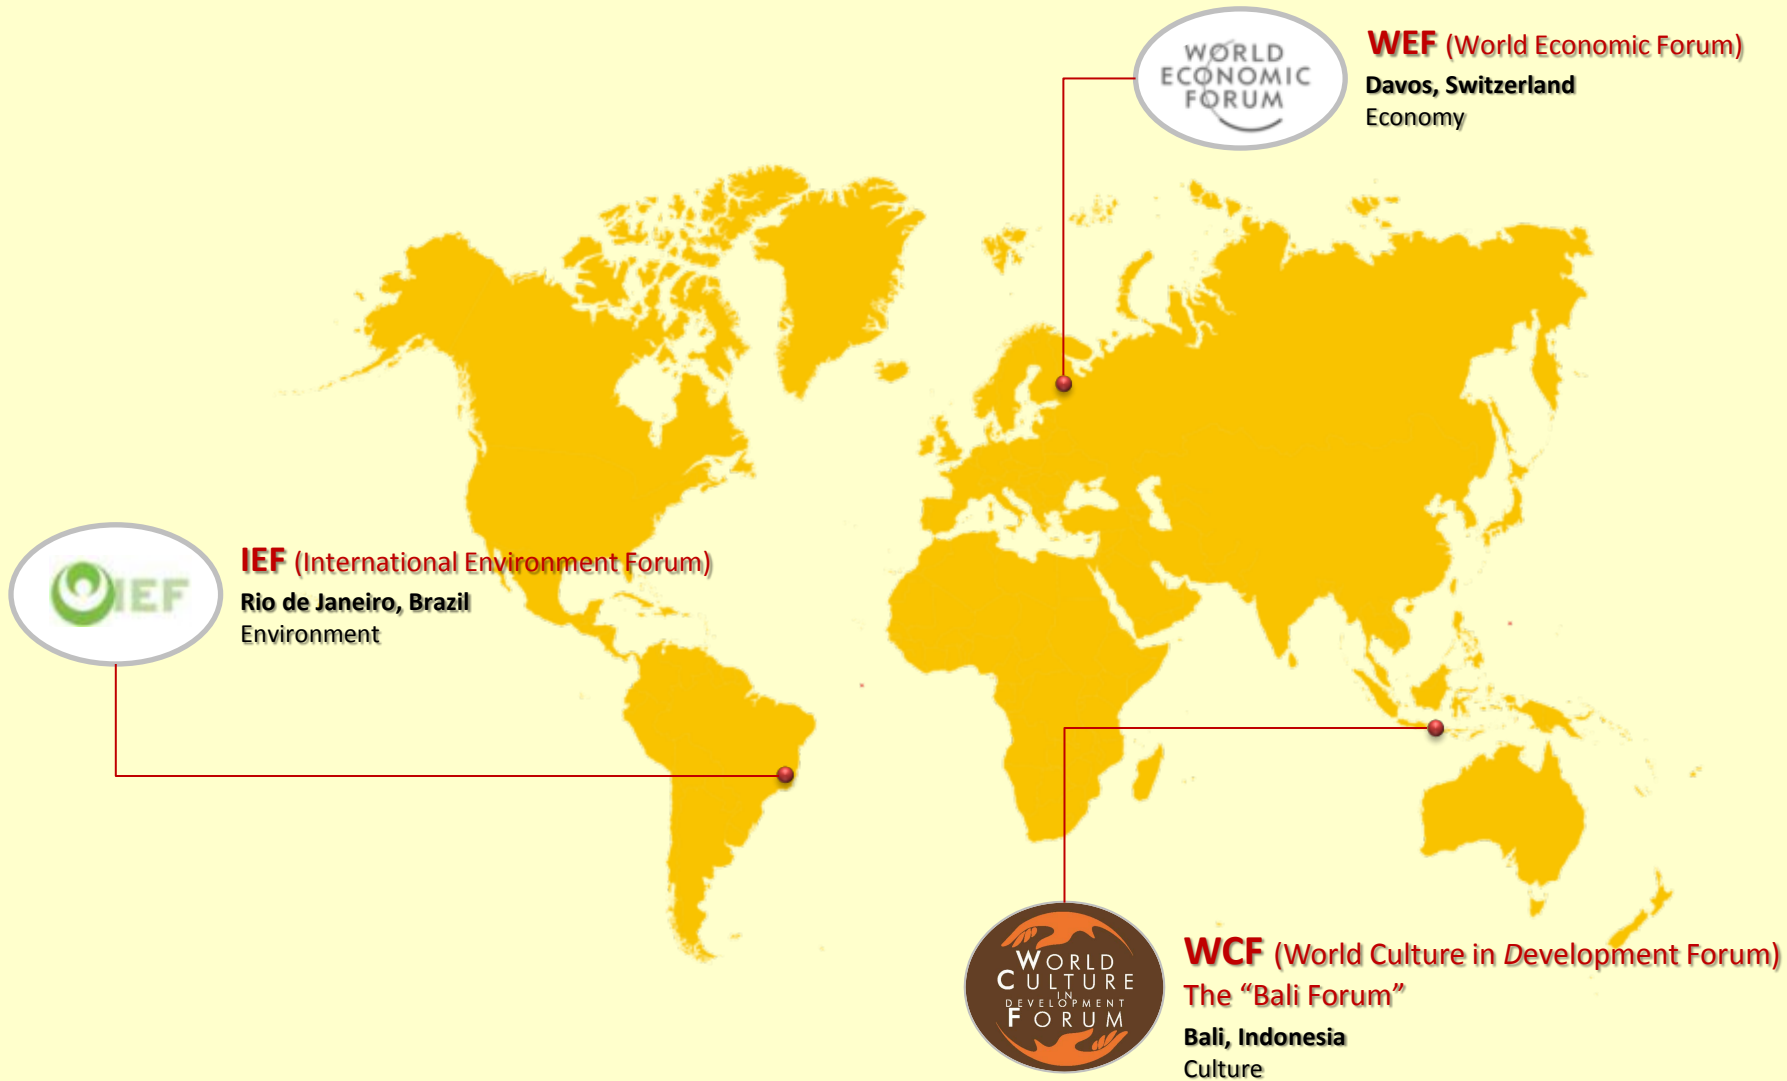 WORLD
ECONOMIC
FORUM
WEF (World Economic Forum)
Davos, Switzerland
Economy
IEF
IEF (International Environment Forum)
Rio de Janeiro, Brazil
Environment
WORLD
CULTURE
IN
DEVELOPMENT
FORUM
WCF (World Culture in Development Forum)
The “Bali Forum”
Bali, Indonesia
Culture